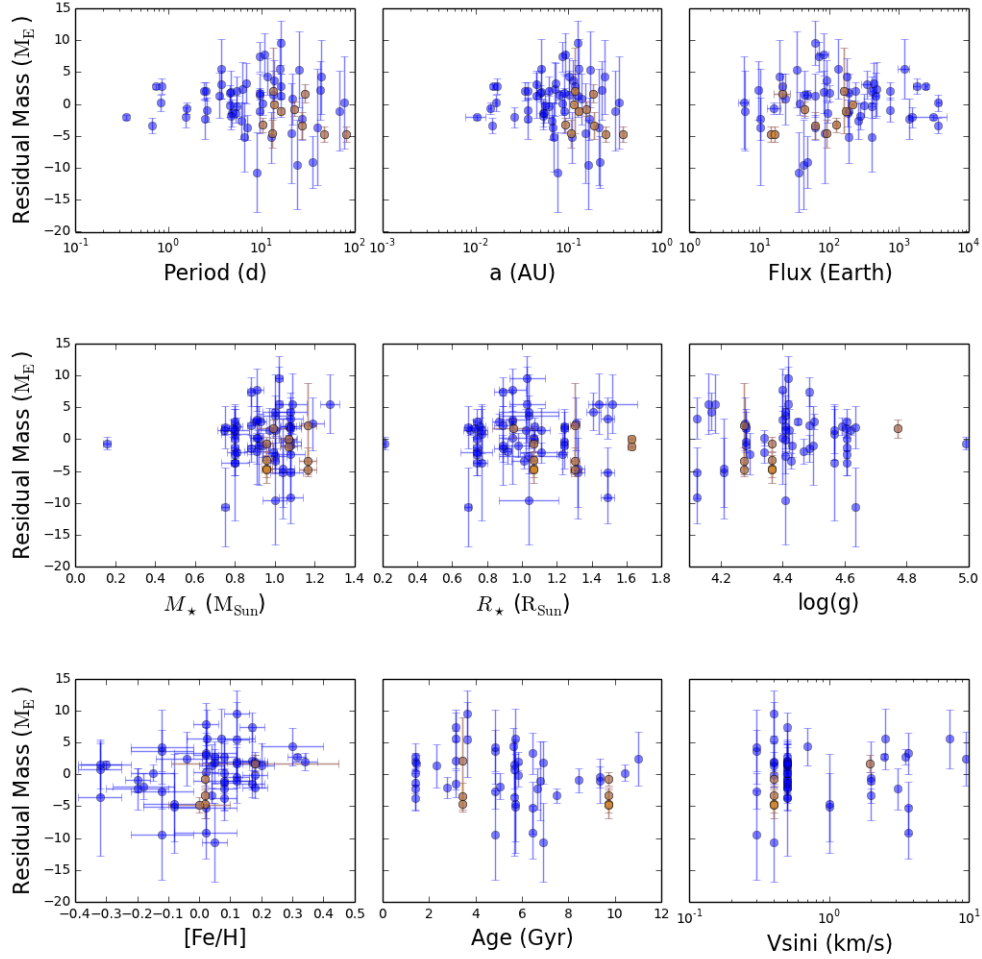 Residual Mass (M_E)
15
10
5
0
−5
−10
−15
−20
10^-1 10^0 10^1 10^2
Period (d)
10^-3 10^-2 10^-1 10^0
a (AU)
10^0 10^1 10^2 10^3 10^4
Flux (Earth)
Residual Mass (M_E)
15
10
5
0
−5
−10
−15
−20
0.0 0.2 0.4 0.6 0.8 1.0 1.2 1.4
M_★ (M_Sun)
0.2 0.4 0.6 0.8 1.0 1.2 1.4 1.6 1.8
R_★ (R_Sun)
4.2 4.4 4.6 4.8 5.0
log(g)
Residual Mass (M_E)
15
10
5
0
−5
−10
−15
−20
−0.4 −0.3 −0.2 −0.1 0.0 0.1 0.2 0.3 0.4 0.5
[Fe/H]
0 2 4 6 8 10 12
Age (Gyr)
10^-1 10^0 10^1
Vsini (km/s)